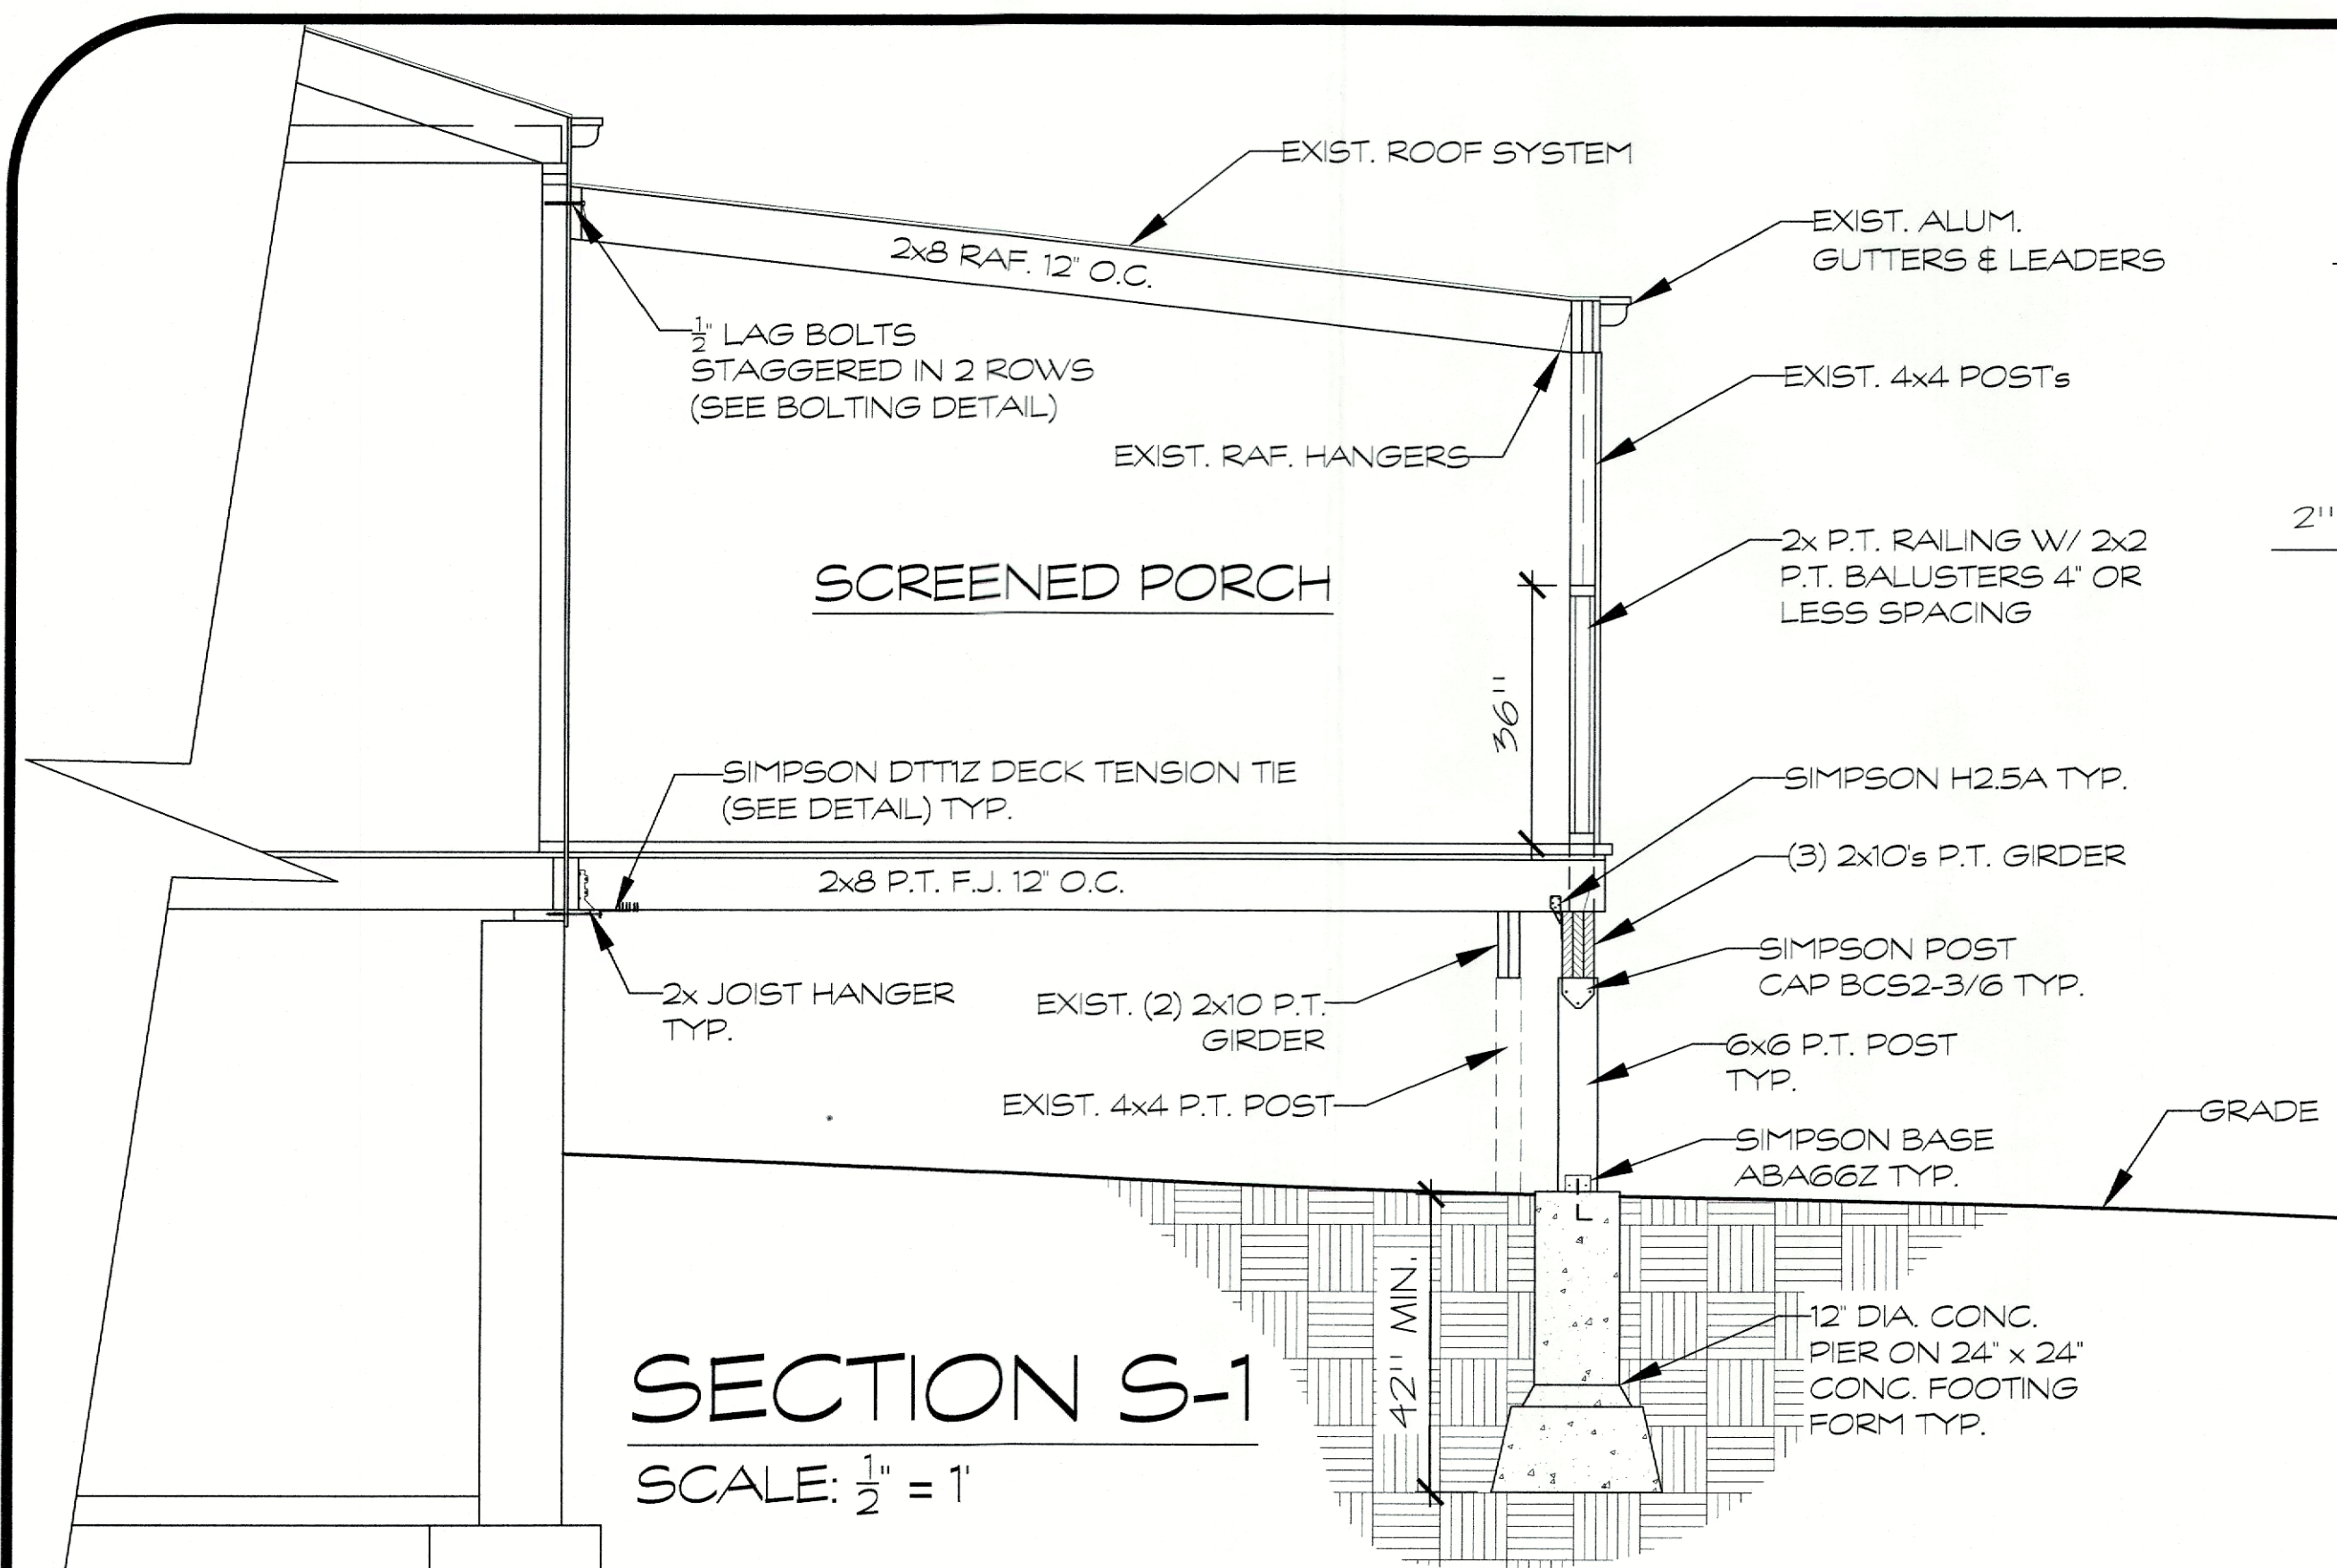 EXIST. ROOF SYSTEM
EXIST. ALUM.
GUTTERS & LEADERS
2x8 RAF. 12" O.C.
½" LAG BOLTS
STAGGERED IN 2 ROWS
(SEE BOLTING DETAIL)
EXIST. 4x4 POST's
EXIST. RAF. HANGERS
2"
2x P.T. RAILING W/ 2x2
P.T. BALUSTERS 4" OR
LESS SPACING
SCREENED PORCH
36"
SIMPSON DTT1Z DECK TENSION TIE
(SEE DETAIL) TYP.
SIMPSON H2.5A TYP.
(3) 2x10's P.T. GIRDER
2x8 P.T. F.J. 12" O.C.
SIMPSON POST
CAP BCS2-3/6 TYP.
2x JOIST HANGER
TYP.
EXIST. (2) 2x10 P.T.
GIRDER
6x6 P.T. POST
TYP.
EXIST. 4x4 P.T. POST
GRADE
SIMPSON BASE
ABA66Z TYP.
42" MIN.
12" DIA. CONC.
PIER ON 24" x 24"
CONC. FOOTING
FORM TYP.
SECTION S-1
SCALE: ½" = 1'